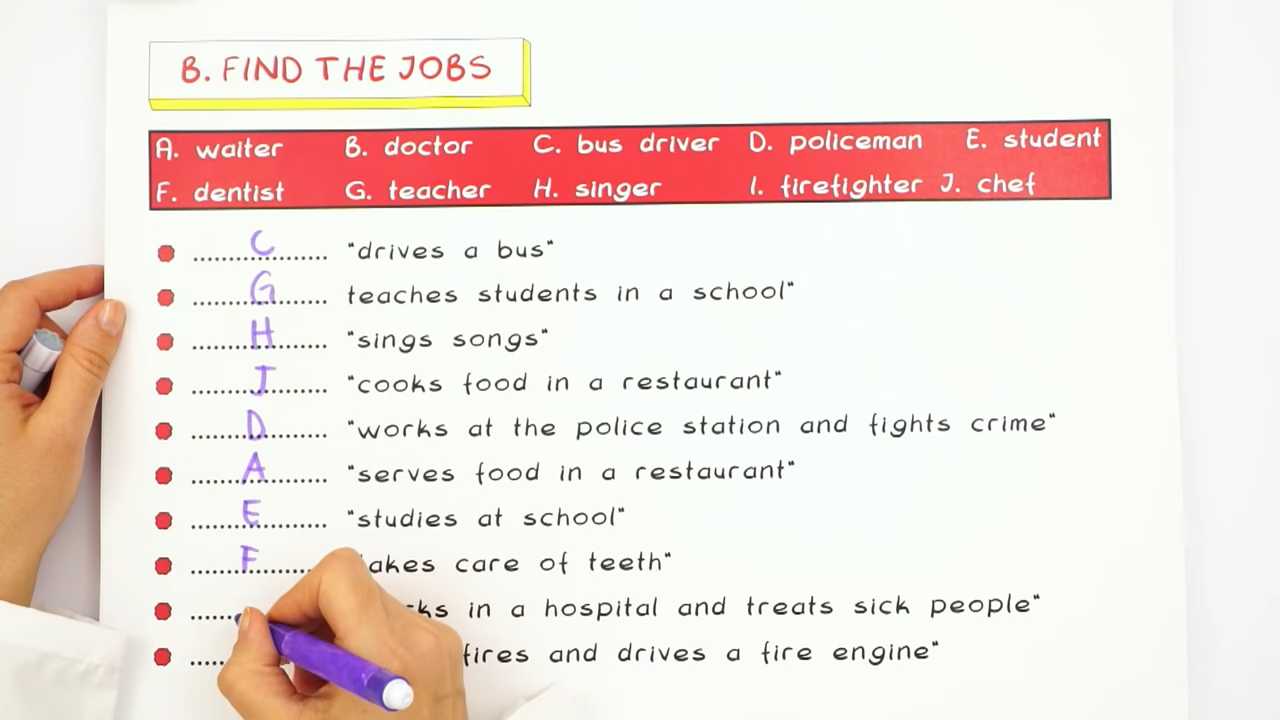 B. FIND THE JOBS
A. waiter B. doctor C. bus driver D. policeman E. student
F. dentist G. teacher H. singer I. firefighter J. chef
C "drives a bus"
G teaches students in a school"
H "sings songs"
J "cooks food in a restaurant"
D "works at the police station and fights crime"
A "serves food in a restaurant"
E "studies at school"
F care of teeth"
in a hospital and treats sick people"
fires and drives a fire engine"